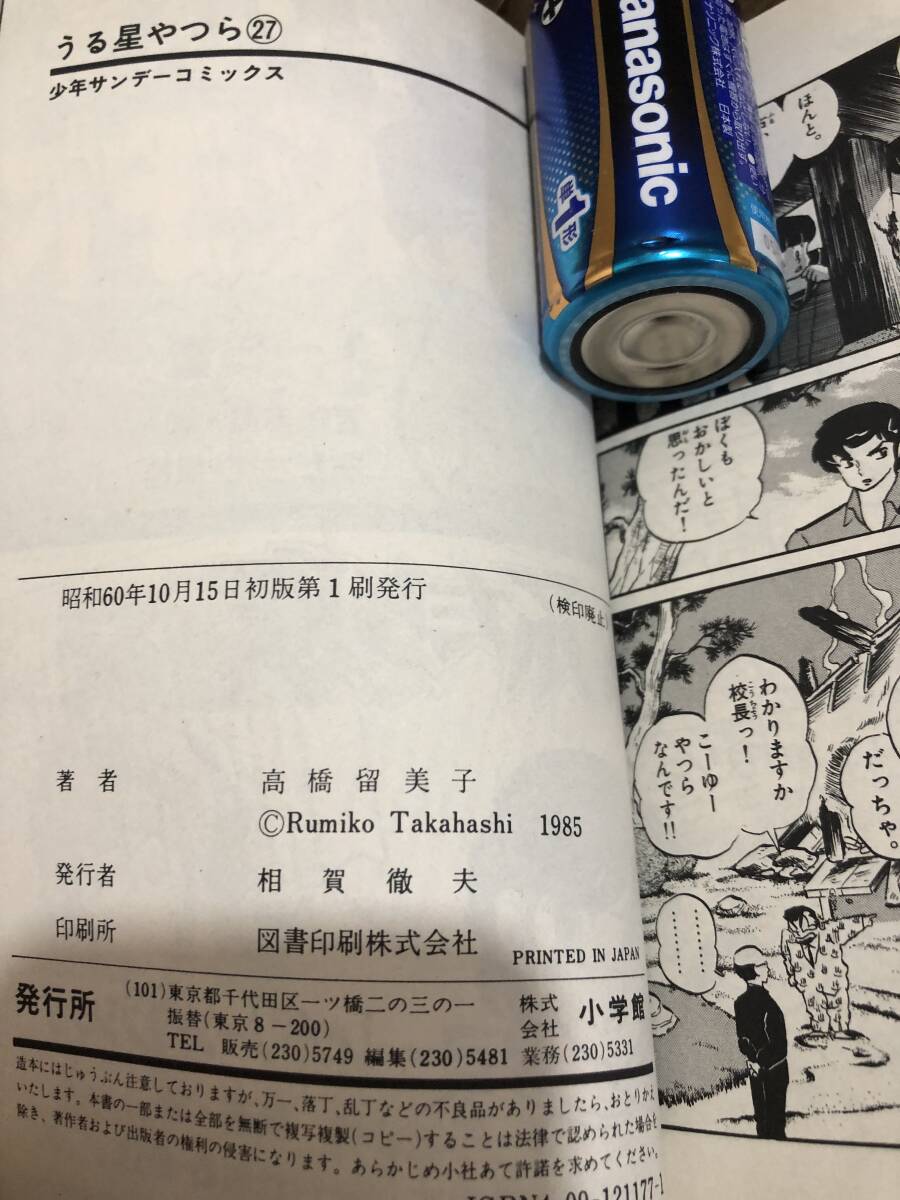 うる星やつら㉗
少年サンデーコミックス
昭和60年10月15日初版第1刷発行
(検印廃止
著者 高橋留美子
©Rumiko Takahashi 1985
発行者 相賀徹夫
印刷所 図書印刷株式会社
PRINTED IN JAPAN
発行所
(101)東京都千代田区一ツ橋二の三の一
振替(東京8-200)
TEL 販売(230)5749 編集(230)5481 業務(230)5331
株式会社 小学館
造本にはじゅうぶん注意しておりますが、万一、落丁、乱丁などの不良品がありましたら、おとりかえ
いたします。本書の一部または全部を無断で複写複製(コピー)することは法律で認められた場合を
除き、著作者および出版者の権利の侵害になります。あらかじめ小社あて許諾を求めてください。
ISBN4-09-121177-1
anasonic
単1形
日本製
ほんと。
ぼくも
おかしいと
思ったんだ!
わかりますか
校長っ!
こーゆー
やつら
なんです!!
だっちゃ。
………
………